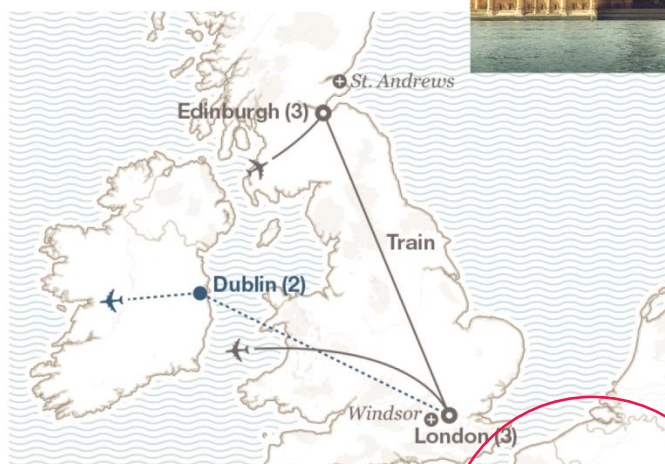 St. Andrews
Edinburgh (3)
Train
Dublin (2)
Windsor
London (3)